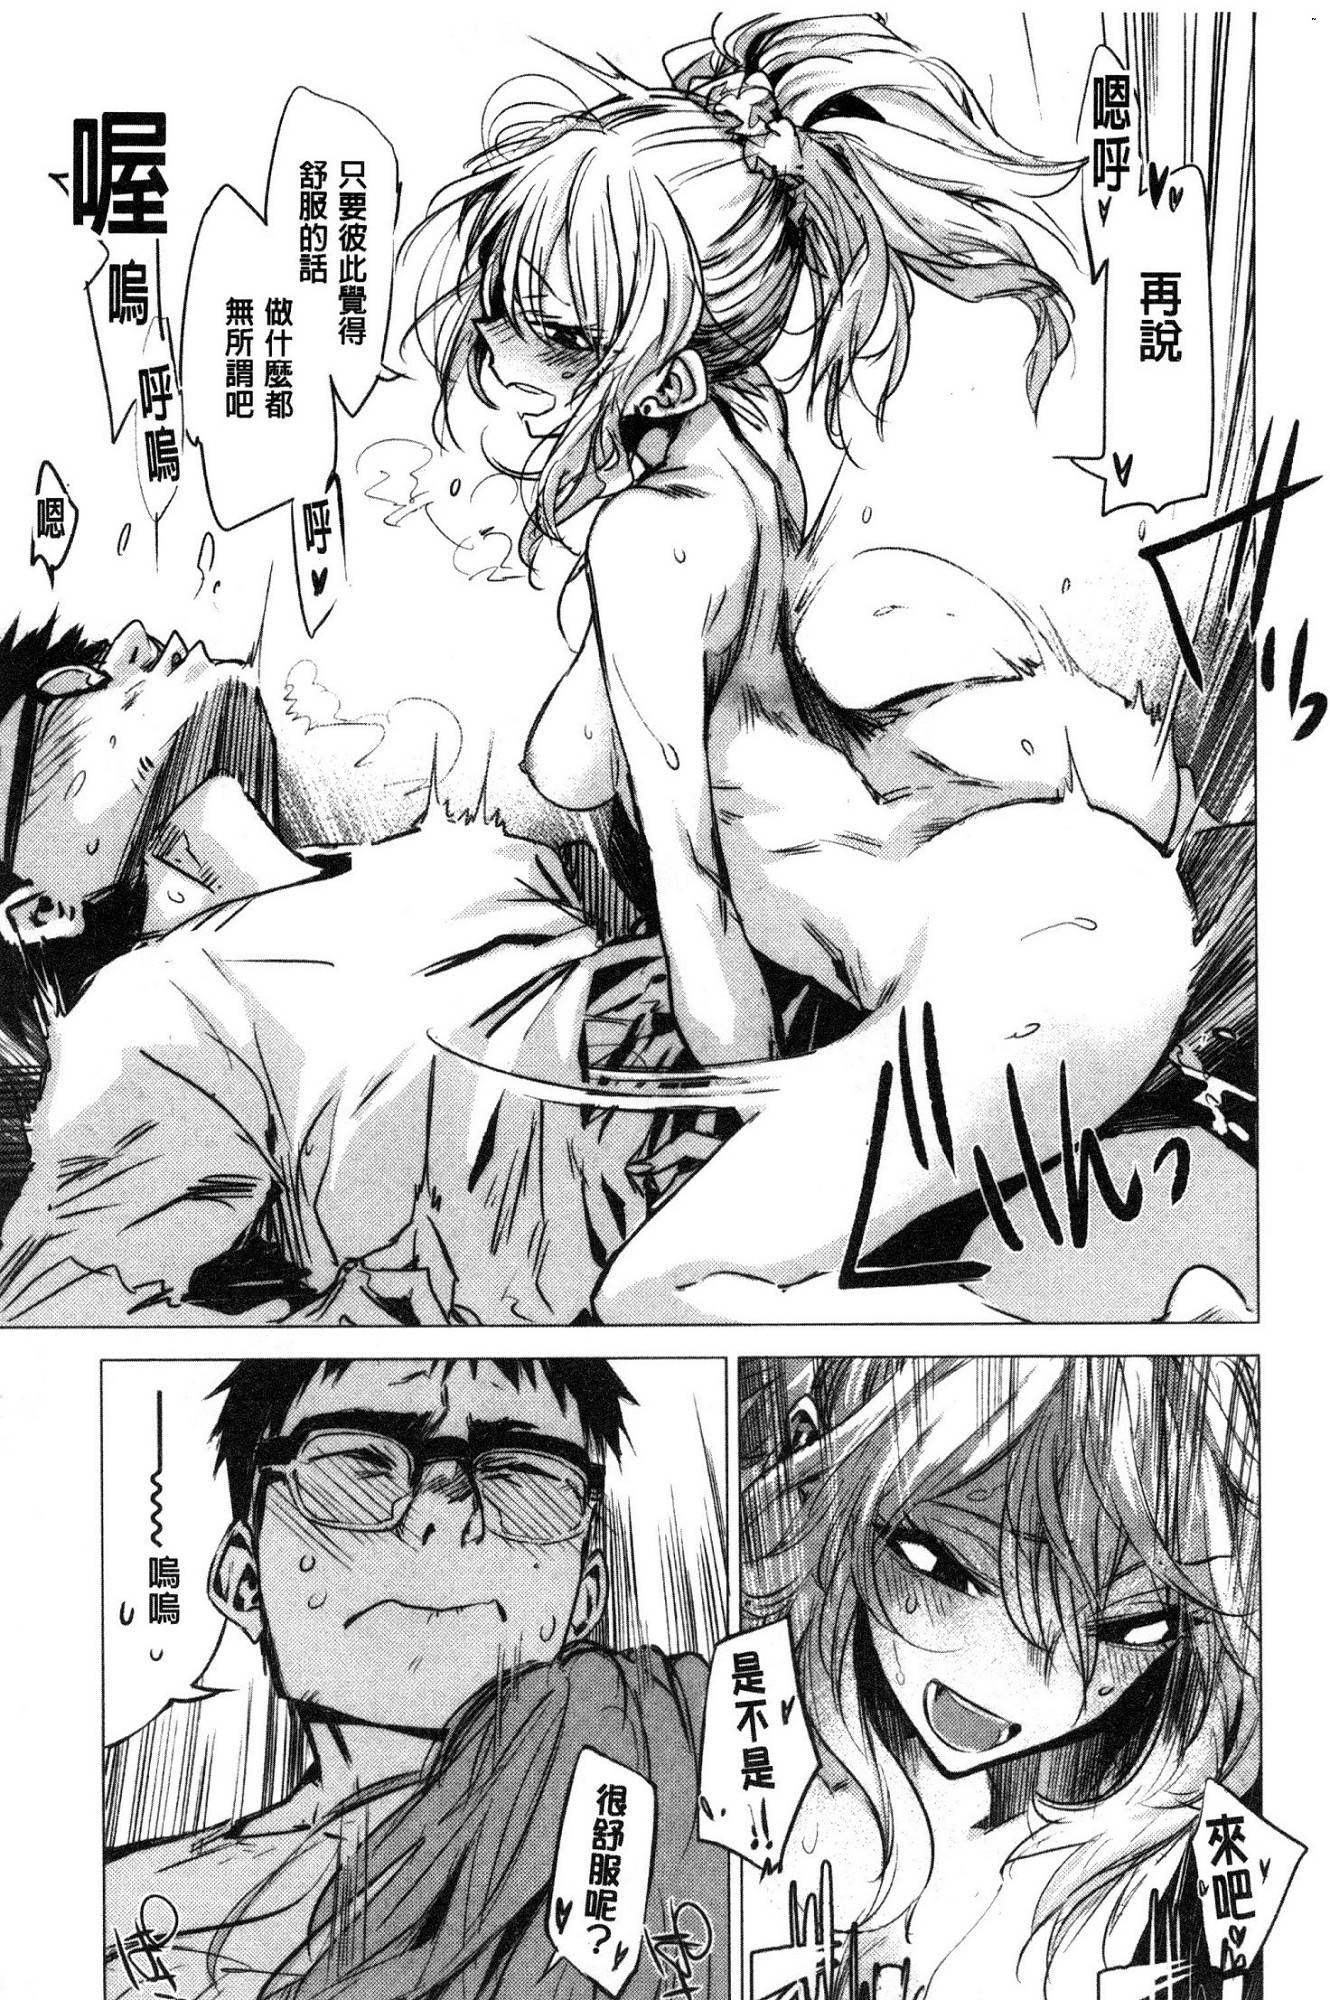 嗯呼
再說
只要彼此覺得
舒服的話
做什麼都
無所謂吧
呼
喔
嗚
呼嗚
嗯
來吧
是不是!!
很舒服呢?
嗚嗚